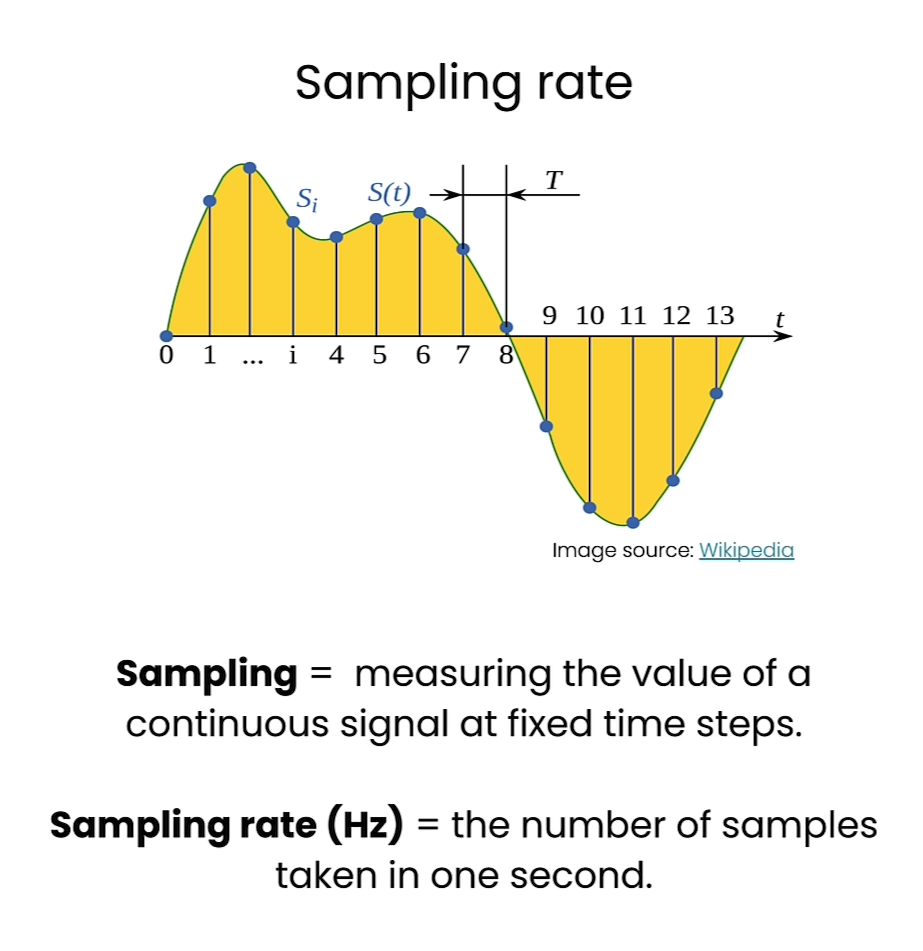 Sampling rate
S_i S(t) T
9 10 11 12 13 t
0 1 ... i 4 5 6 7 8
Image source: Wikipedia
Sampling = measuring the value of a
continuous signal at fixed time steps.
Sampling rate (Hz) = the number of samples
taken in one second.